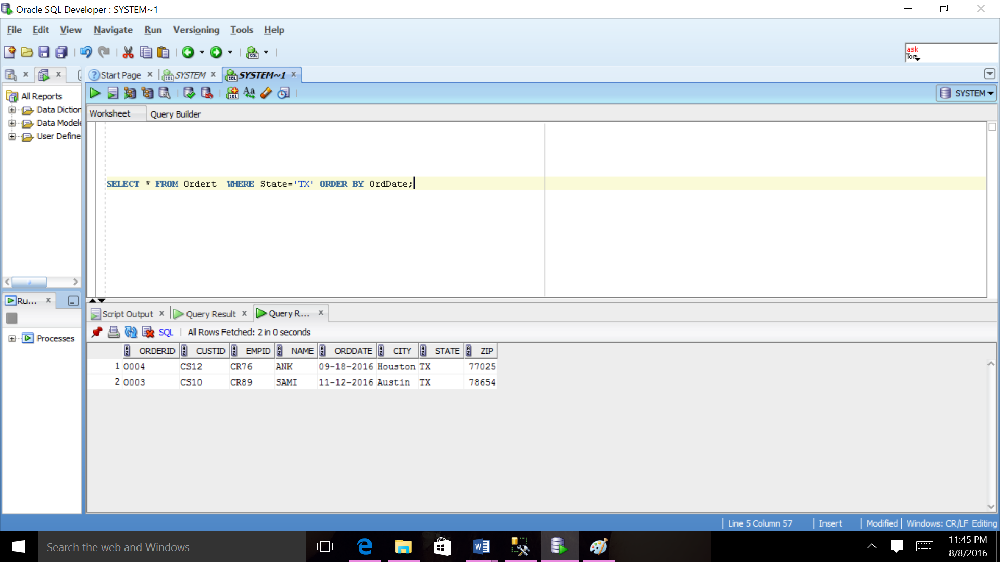 Oracle SQL Developer : SYSTEM~1
File Edit View Navigate Run Versioning Tools Help
ask
Tom
Start Page SYSTEM SYSTEM~1
SYSTEM
All Reports
Data Diction
Data Modele
User Define
Worksheet Query Builder
SELECT * FROM Ordert  WHERE State='TX' ORDER BY OrdDate;
Ru...
Processes
Script Output Query Result Query R...
SQL All Rows Fetched: 2 in 0 seconds
ORDERID CUSTID EMPID NAME ORDDATE CITY STATE ZIP
1 O004 CS12 CR76 ANK 09-18-2016 Houston TX 77025
2 O003 CS10 CR89 SAMI 11-12-2016 Austin TX 78654
Line 5 Column 57 Insert Modified Windows: CR/LF Editing
Search the web and Windows
11:45 PM
8/8/2016